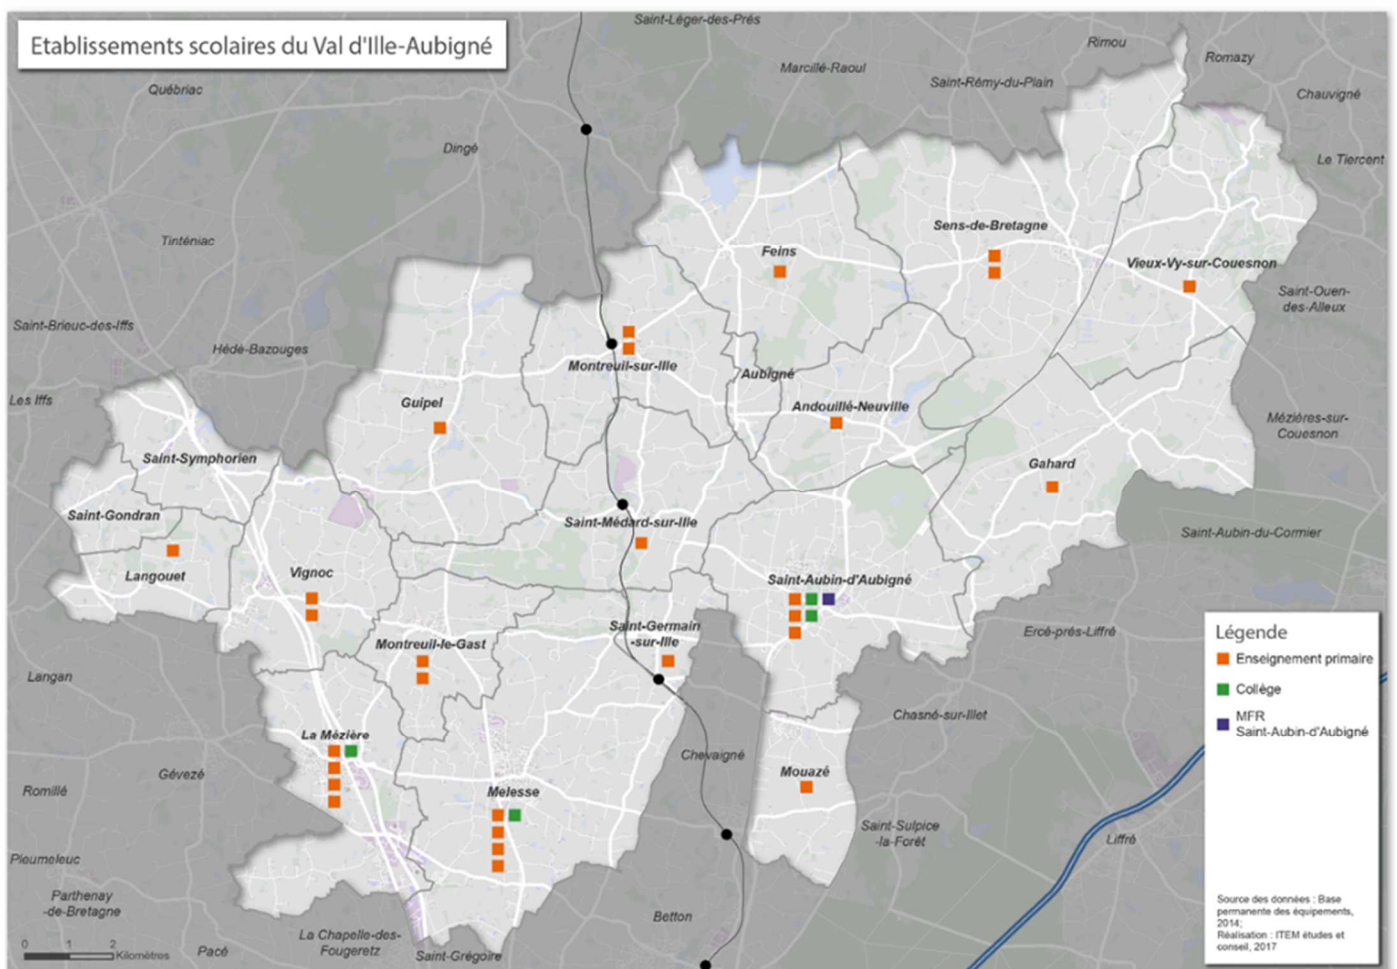 Etablissements scolaires du Val d'Ille-Aubigné
Saint-Léger-des-Prés
Rimou
Romazy
Marcillé-Raoul
Saint-Rémy-du-Plain
Québriac
Chauvigné
Dingé
Le Tiercent
Sens-de-Bretagne
Tinténiac
Feins
Vieux-Vy-sur-Couesnon
Saint-Ouen-
des-Alleux
Saint-Brieuc-des-Iffs
Hédé-Bazouges
Montreuil-sur-Ille
Aubigné
Les Iffs
Guipel
Andouillé-Neuville
Mézières-sur-
Couesnon
Saint-Symphorien
Gahard
Saint-Gondran
Saint-Médard-sur-Ille
Saint-Aubin-du-Cormier
Langouet
Vignoc
Saint-Aubin-d'Aubigné
Saint-Germain
-sur-Ille
Ercé-prés-Liffré
Montreuil-le-Gast
Langan
Chasné-sur-Illet
La Mézière
Chevaigné
Gévezé
Mouazé
Romillé
Melesse
Saint-Sulpice
-la-Forêt
Liffré
Pleumeleuc
Parthenay
-de-Bretagne
Betton
La Chapelle-des-
Fougeretz
Pacé
Saint-Grégoire
0 1 2
Kilomètres
Légende
Enseignement primaire
Collège
MFR
Saint-Aubin-d'Aubigné
Source des données : Base
permanente des équipements,
2014;
Réalisation : ITEM études et
conseil, 2017